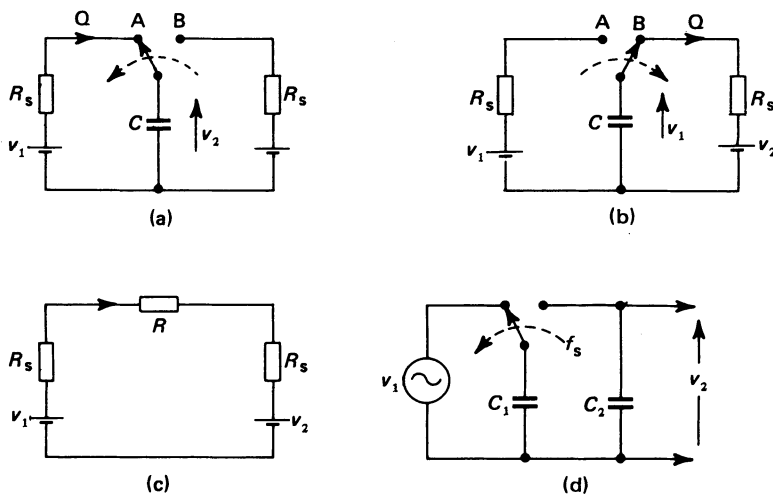 Q A B
R_s R_s
C v_2
v_1
(a)
A B Q
R_s R_s
C v_1
v_1 v_2
(b)
R
R_s R_s
v_1 v_2
(c)
f_s
v_1 v_2
C_1 C_2
(d)